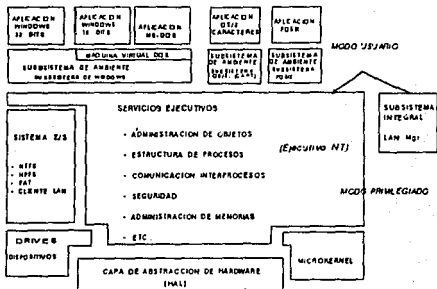 APLICACION
WINDOWS
32 BITS
APLICACION
WINDOWS
16 BITS
APLICACION
MS-DOS
APLICACION
OS/2
CARACTERES
APLICACION
POSIX
MODO USUARIO
MAQUINA VIRTUAL DOS
SUBSISTEMA DE AMBIENTE
SUBSISTEMA DE WINDOWS
SUBSISTEMA
DE AMBIENTE
SUBSISTEMA
SUBSISTEMA
DE AMBIENTE
SUBSISTEMA
SERVICIOS EJECUTIVOS
SUBSISTEMA
INTEGRAL
LAN Mgr
SISTEMA E/S
- NTFS
- HPFS
- FAT
- CLIENTE LAN
- ADMINISTRACION DE OBJETOS
- ESTRUCTURA DE PROCESOS
(Ejecutivo NT)
- COMUNICACION INTERPROCESOS
- SEGURIDAD
MODO PRIVILEGIADO
- ADMINISTRACION DE MEMORIAS
- ETC
DRIVES
DISPOSITIVOS
MICROKERNEL
CAPA DE ABSTRACCION DE HARDWARE
[HAL]